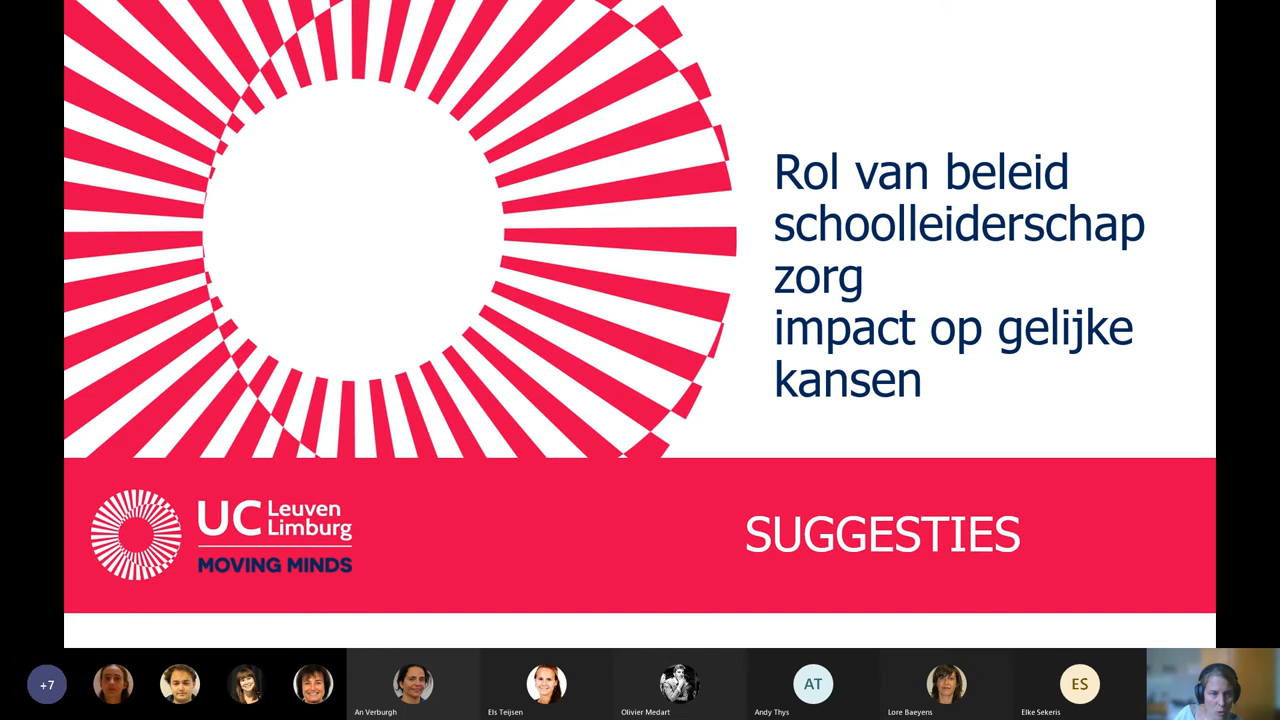 Rol van beleid
schoolleiderschap
zorg
impact op gelijke
kansen
UC Leuven
Limburg
MOVING MINDS
SUGGESTIES
+7
An Verburgh
Els Teijsen
Olivier Medart
AT
Andy Thys
Lore Baeyens
ES
Elke Sekeris